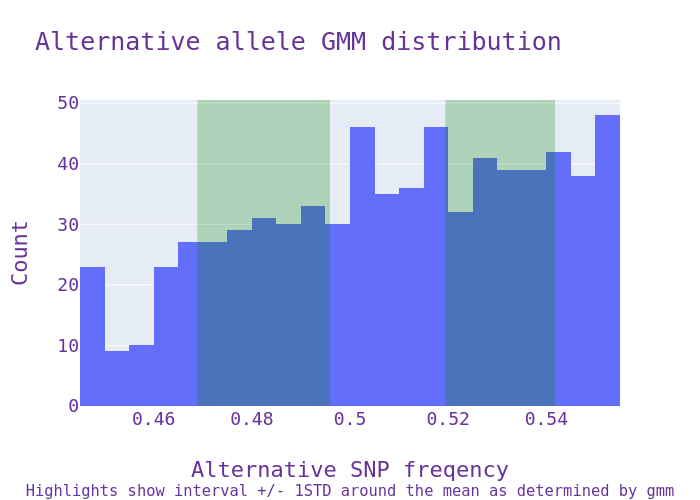 Alternative allele GMM distribution
50
40
30
20
10
0
Count
0.46 0.48 0.5 0.52 0.54
Alternative SNP freqency
Highlights show interval +/- 1STD around the mean as determined by gmm